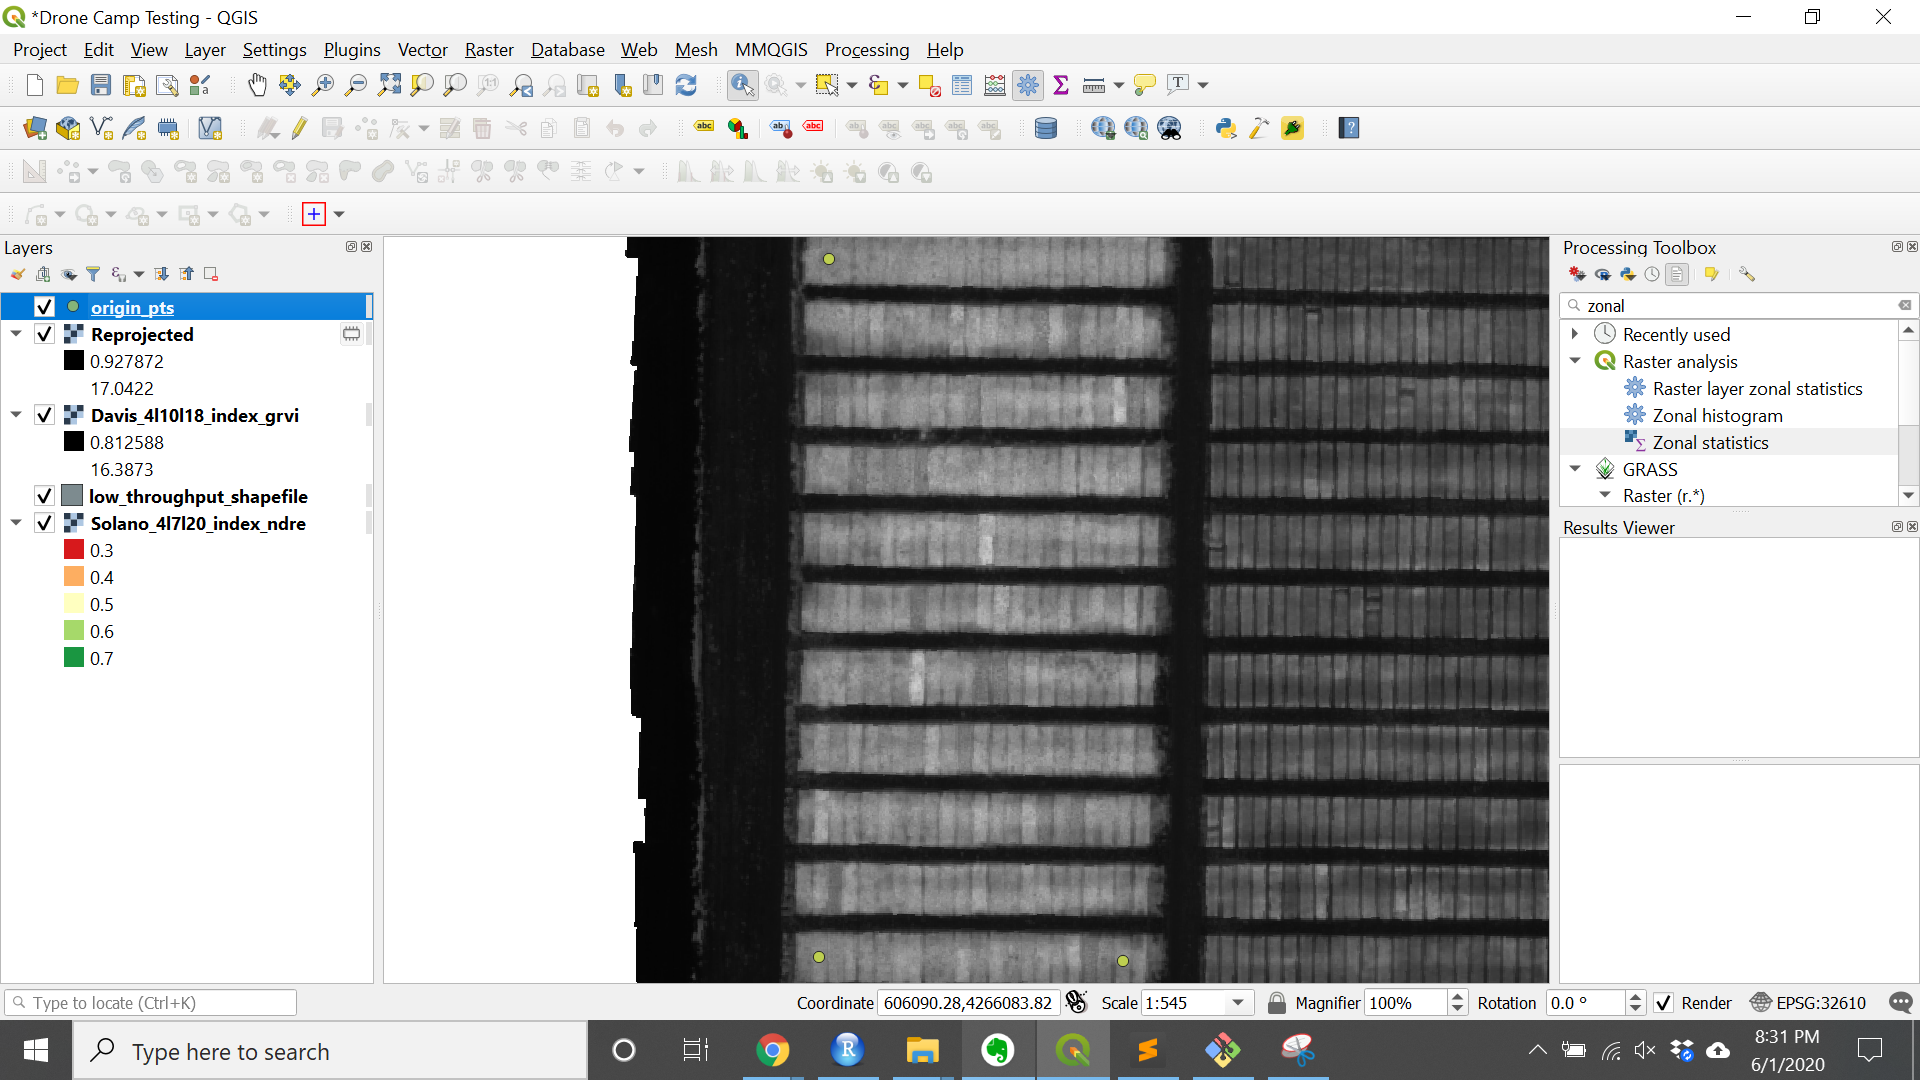 *Drone Camp Testing - QGIS
Project Edit View Layer Settings Plugins Vector Raster Database Web Mesh MMQGIS Processing Help
Layers
origin_pts
Reprojected
0.927872
17.0422
Davis_4l10l18_index_grvi
0.812588
16.3873
low_throughput_shapefile
Solano_4l7l20_index_ndre
0.3
0.4
0.5
0.6
0.7
Processing Toolbox
zonal
Recently used
Raster analysis
Raster layer zonal statistics
Zonal histogram
Zonal statistics
GRASS
Raster (r.*)
Results Viewer
Type to locate (Ctrl+K)
Coordinate 606090.28,4266083.82 Scale 1:545 Magnifier 100% Rotation 0.0 ° Render EPSG:32610
Type here to search
8:31 PM
6/1/2020